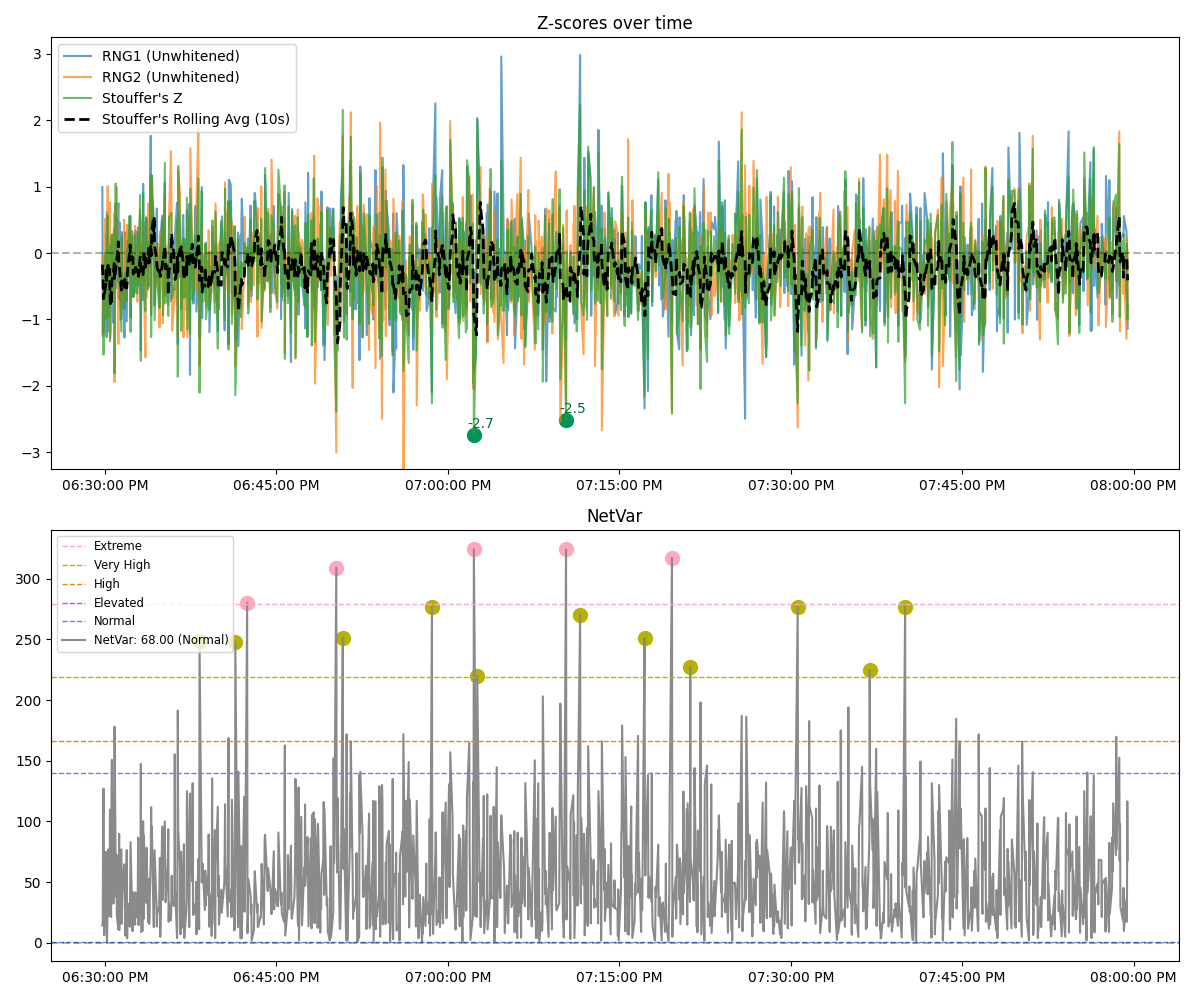 Z-scores over time
RNG1 (Unwhitened)
RNG2 (Unwhitened)
Stouffer's Z
Stouffer's Rolling Avg (10s)
3
2
1
0
−1
−2
−3
-2.7
-2.5
06:30:00 PM 06:45:00 PM 07:00:00 PM 07:15:00 PM 07:30:00 PM 07:45:00 PM 08:00:00 PM
NetVar
Extreme
Very High
High
Elevated
Normal
NetVar: 68.00 (Normal)
300
250
200
150
100
50
0
06:30:00 PM 06:45:00 PM 07:00:00 PM 07:15:00 PM 07:30:00 PM 07:45:00 PM 08:00:00 PM